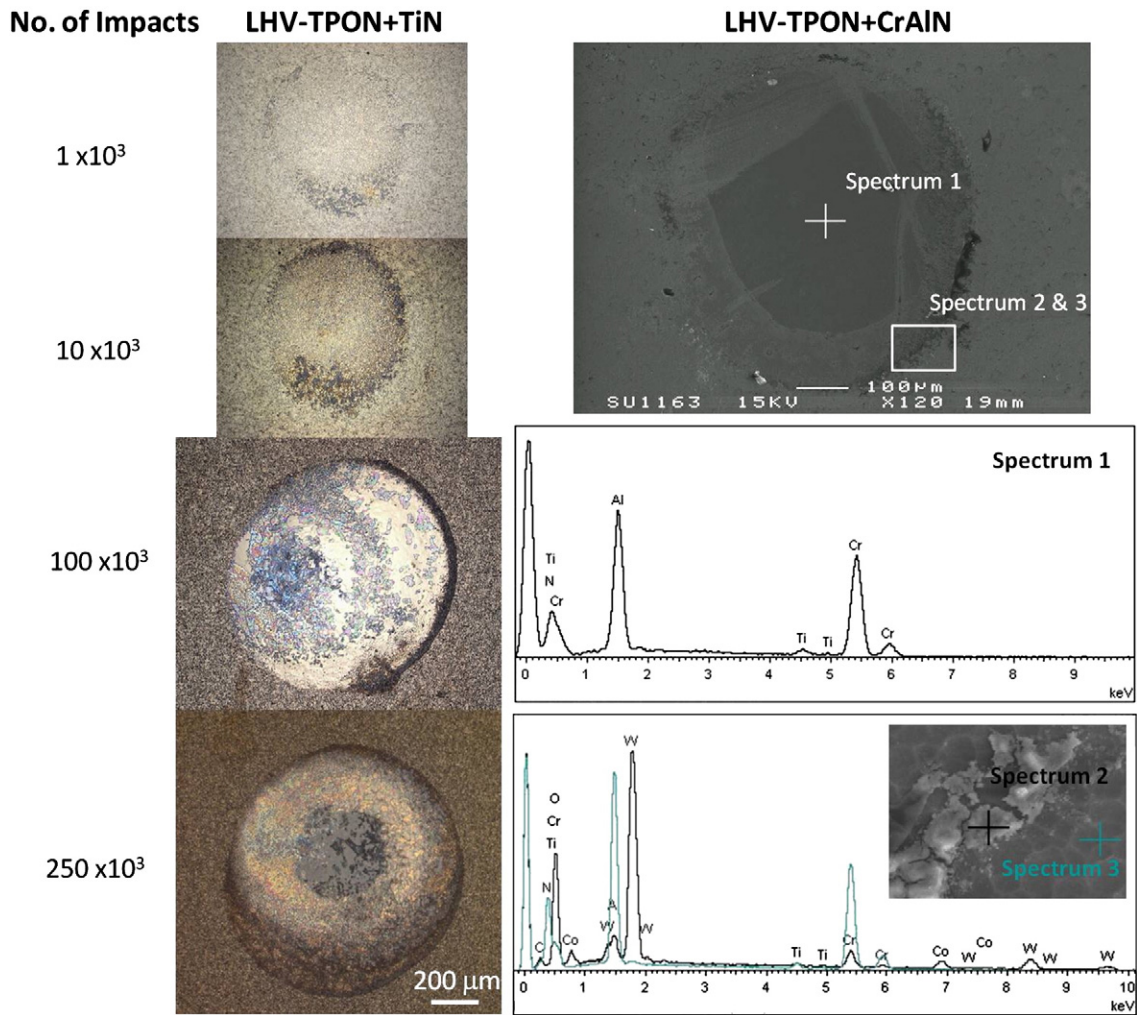 No. of Impacts LHV-TPON+TiN LHV-TPON+CrAlN
1 x10³
10 x10³
100 x10³
250 x10³
200 µm
Spectrum 1
Spectrum 2 & 3
100µm
SU1163 15KV X120 19mm
Spectrum 1
Al
Cr
Ti
N
Cr
Ti Ti Cr
0 1 2 3 4 5 6 7 8 9
keV
W
Spectrum 2
O
Cr
Ti
Spectrum 3
N
W W
C Co Ti Ti Cr Cr Co W Co W W W
0 1 2 3 4 5 6 7 8 9 10
keV